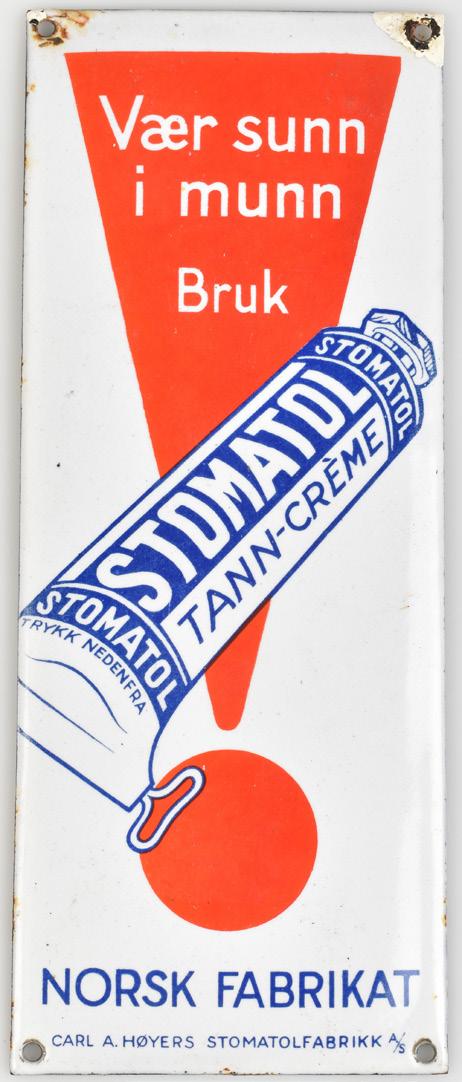 Vær sunn
i munn
Bruk
STOMATOL
STOMATOL
TANN-CRÈME
STOMATOL
TRYKK NEDENFRA
NORSK FABRIKAT
CARL A. HØYERS STOMATOLFABRIKK A/S